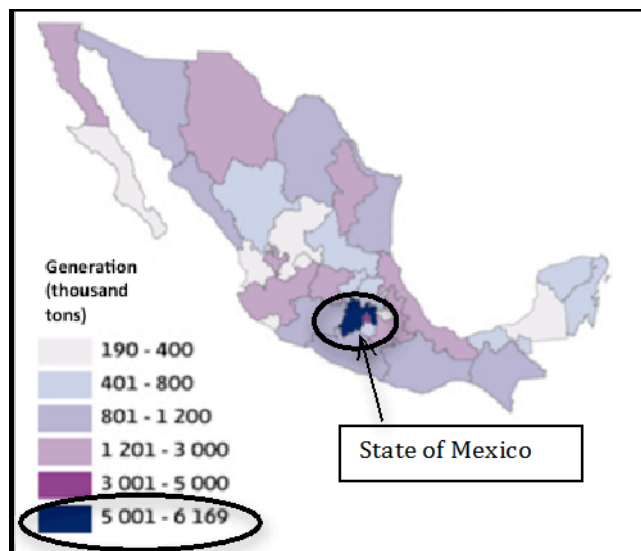 Generation
(thousand
tons)
190 - 400
401 - 800
801 - 1 200
1 201 - 3 000
3 001 - 5 000
5 001 - 6 169
State of Mexico